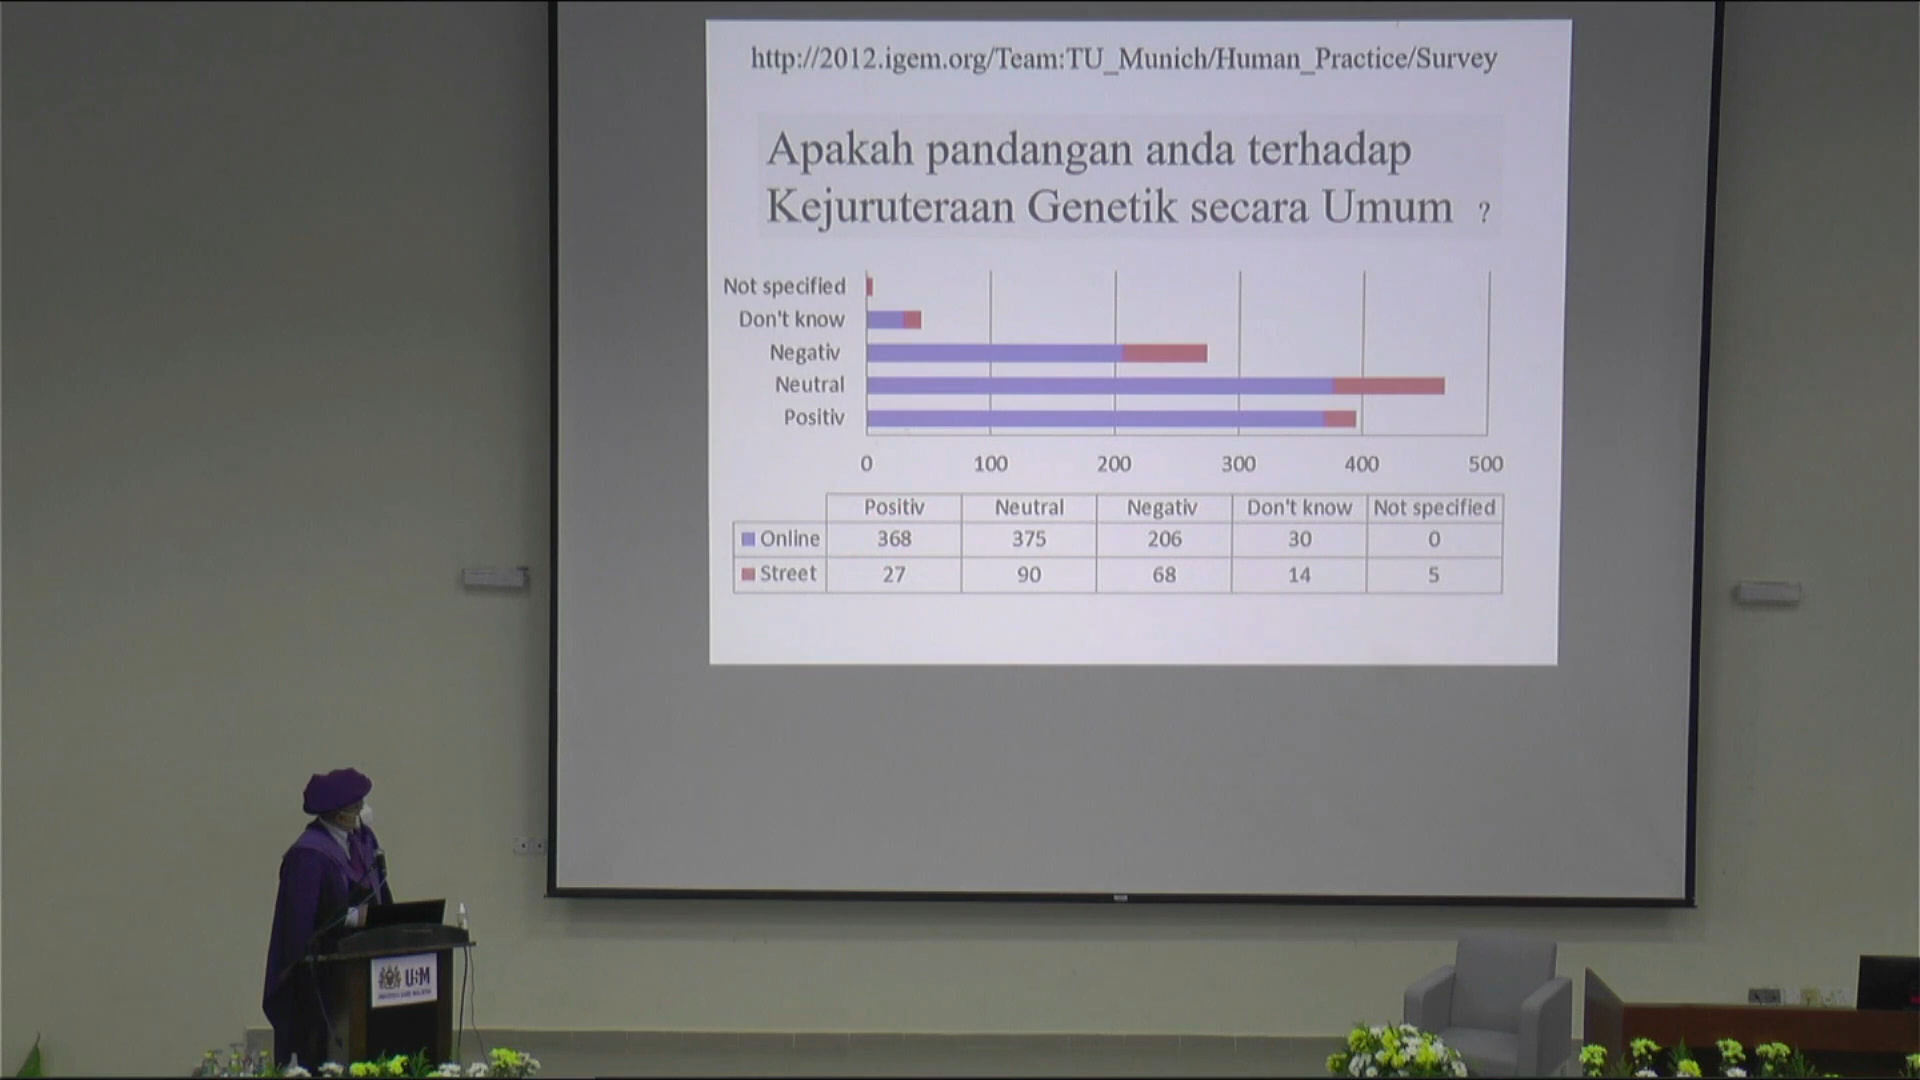 http://2012.igem.org/Team:TU_Munich/Human_Practice/Survey
Apakah pandangan anda terhadap
Kejuruteraan Genetik secara Umum ?
Not specified
Don't know
Negativ
Neutral
Positiv
0 100 200 300 400 500
Positiv Neutral Negativ Don't know Not specified
Online 368 375 206 30 0
Street 27 90 68 14 5
USM